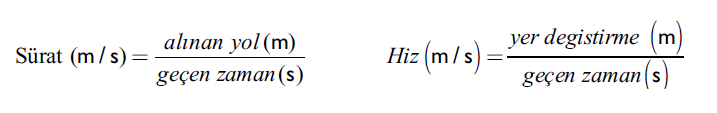 Sürat (m / s) = alınan yol (m) / geçen zaman (s)
Hiz (m / s) = yer degistirme (m) / geçen zaman (s)